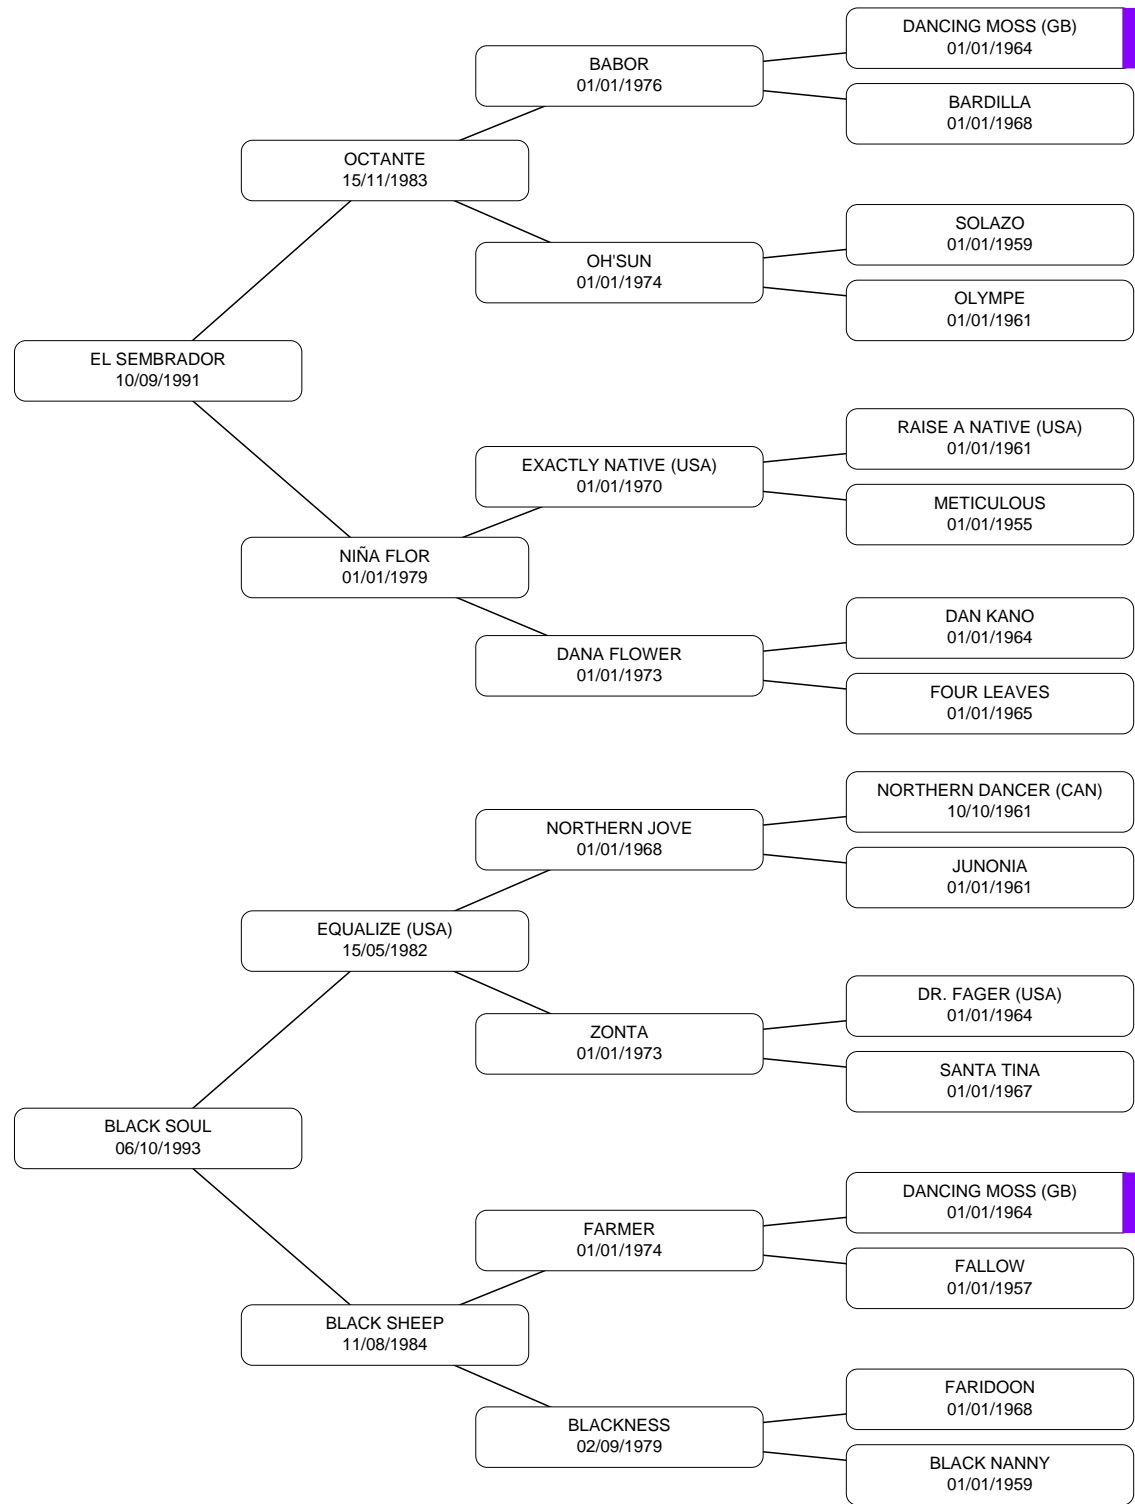 DANCING MOSS (GB)
01/01/1964
BABOR
01/01/1976
BARDILLA
01/01/1968
OCTANTE
15/11/1983
SOLAZO
01/01/1959
OH'SUN
01/01/1974
OLYMPE
01/01/1961
EL SEMBRADOR
10/09/1991
RAISE A NATIVE (USA)
01/01/1961
EXACTLY NATIVE (USA)
01/01/1970
METICULOUS
01/01/1955
NIÑA FLOR
01/01/1979
DAN KANO
01/01/1964
DANA FLOWER
01/01/1973
FOUR LEAVES
01/01/1965
NORTHERN DANCER (CAN)
10/10/1961
NORTHERN JOVE
01/01/1968
JUNONIA
01/01/1961
EQUALIZE (USA)
15/05/1982
DR. FAGER (USA)
01/01/1964
ZONTA
01/01/1973
SANTA TINA
01/01/1967
BLACK SOUL
06/10/1993
DANCING MOSS (GB)
01/01/1964
FARMER
01/01/1974
FALLOW
01/01/1957
BLACK SHEEP
11/08/1984
FARIDOON
01/01/1968
BLACKNESS
02/09/1979
BLACK NANNY
01/01/1959